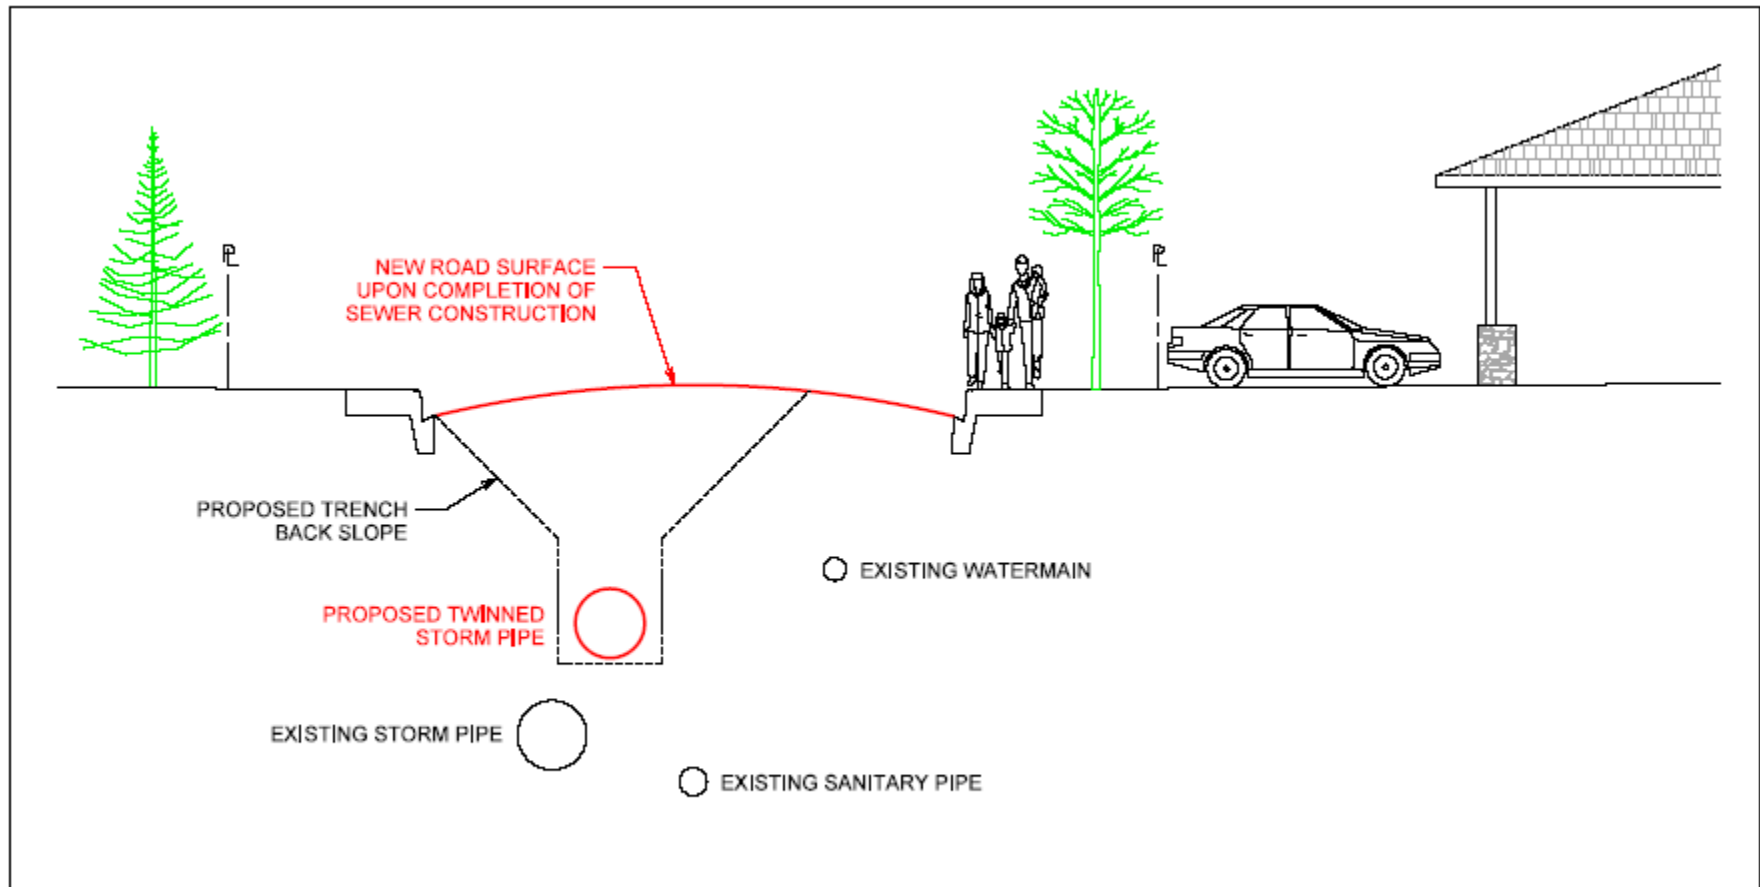 PL
PL
NEW ROAD SURFACE
UPON COMPLETION OF
SEWER CONSTRUCTION
PROPOSED TRENCH
BACK SLOPE
EXISTING WATERMAIN
PROPOSED TWINNED
STORM PIPE
EXISTING STORM PIPE
EXISTING SANITARY PIPE